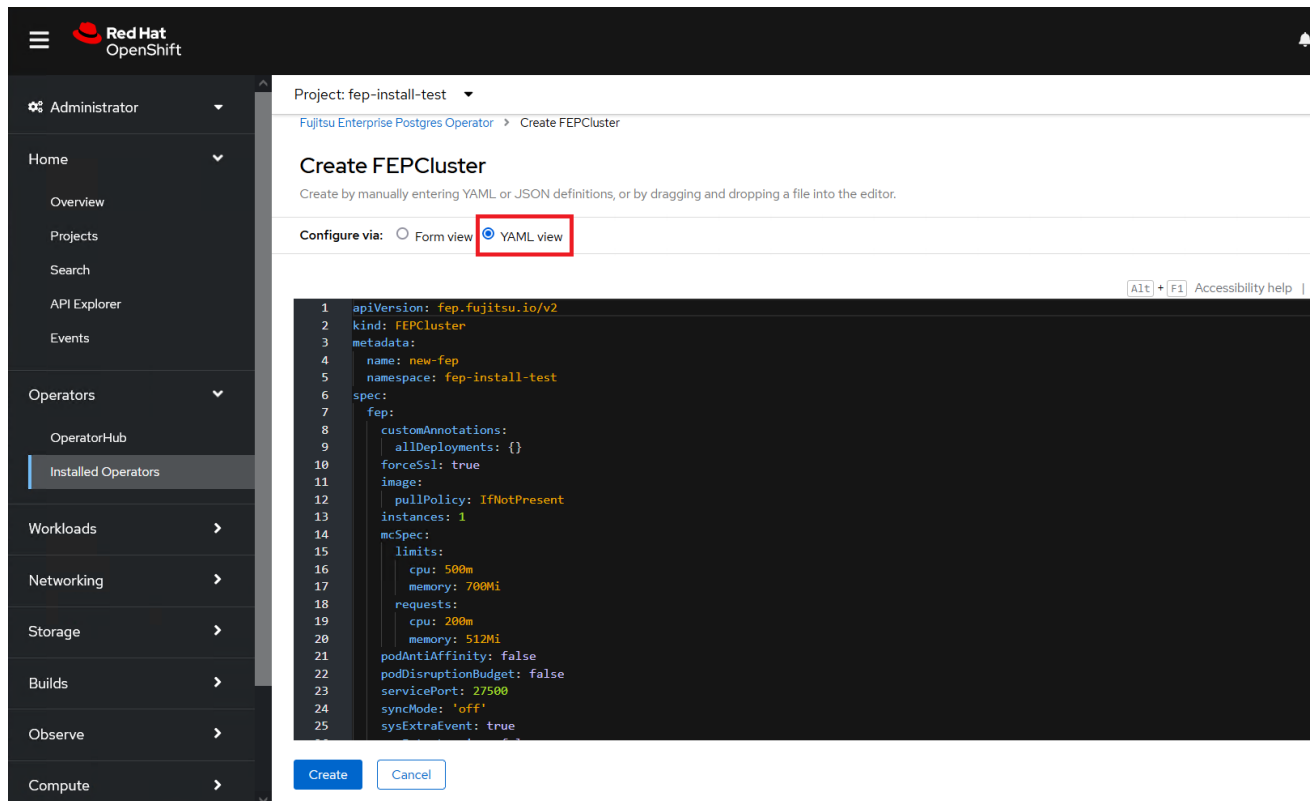 Red Hat
OpenShift
Administrator
Home
Overview
Projects
Search
API Explorer
Events
Operators
OperatorHub
Installed Operators
Workloads
Networking
Storage
Builds
Observe
Compute
Project: fep-install-test
Fujitsu Enterprise Postgres Operator > Create FEPCluster
Create FEPCluster
Create by manually entering YAML or JSON definitions, or by dragging and dropping a file into the editor.
Configure via: Form view YAML view
Alt + F1 Accessibility help |
1 apiVersion: fep.fujitsu.io/v2
2 kind: FEPCluster
3 metadata:
4 name: new-fep
5 namespace: fep-install-test
6 spec:
7 fep:
8 customAnnotations:
9 allDeployments: {}
10 forceSsl: true
11 image:
12 pullPolicy: IfNotPresent
13 instances: 1
14 mcSpec:
15 limits:
16 cpu: 500m
17 memory: 700Mi
18 requests:
19 cpu: 200m
20 memory: 512Mi
21 podAntiAffinity: false
22 podDisruptionBudget: false
23 servicePort: 27500
24 syncMode: 'off'
25 sysExtraEvent: true
Create Cancel